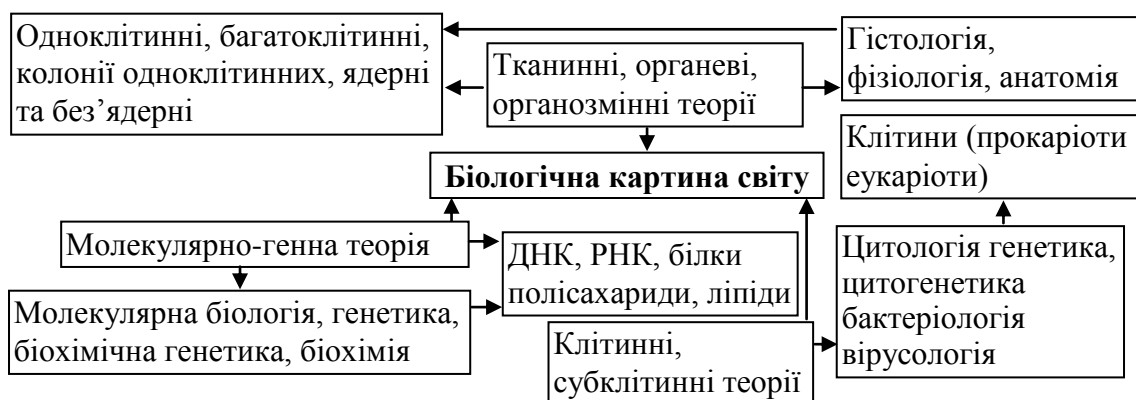 Одноклітинні, багатоклітинні,
колонії одноклітинних, ядерні
та без’ядерні
Тканинні, органеві,
органозмінні теорії
Гістологія,
фізіологія, анатомія
Клітини (прокаріоти
еукаріоти)
Біологічна картина світу
Молекулярно-генна теорія
ДНК, РНК, білки
полісахариди, ліпіди
Цитологія генетика,
цитогенетика
бактеріологія
вірусологія
Молекулярна біологія, генетика,
біохімічна генетика, біохімія
Клітинні,
субклітинні теорії